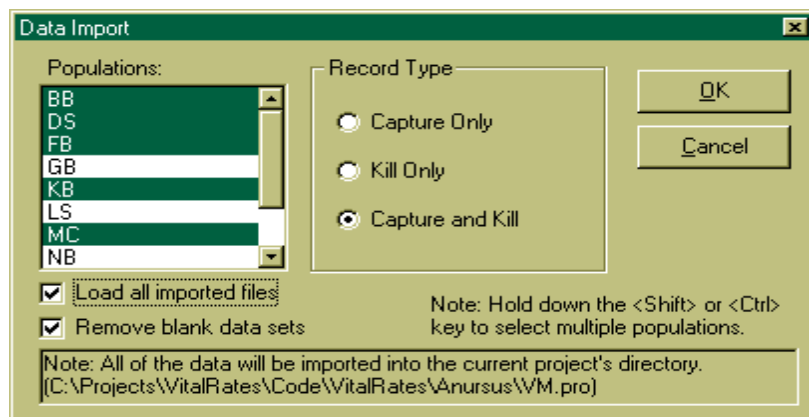 Data Import
Populations:
BB
DS
FB
GB
KB
LS
MC
NB
Record Type
Capture Only
Kill Only
Capture and Kill
OK
Cancel
Load all imported files
Remove blank data sets
Note: Hold down the <Shift> or <Ctrl>
key to select multiple populations.
Note: All of the data will be imported into the current project's directory.
(C:\Projects\VitalRates\Code\VitalRates\Anursus\VM.pro)